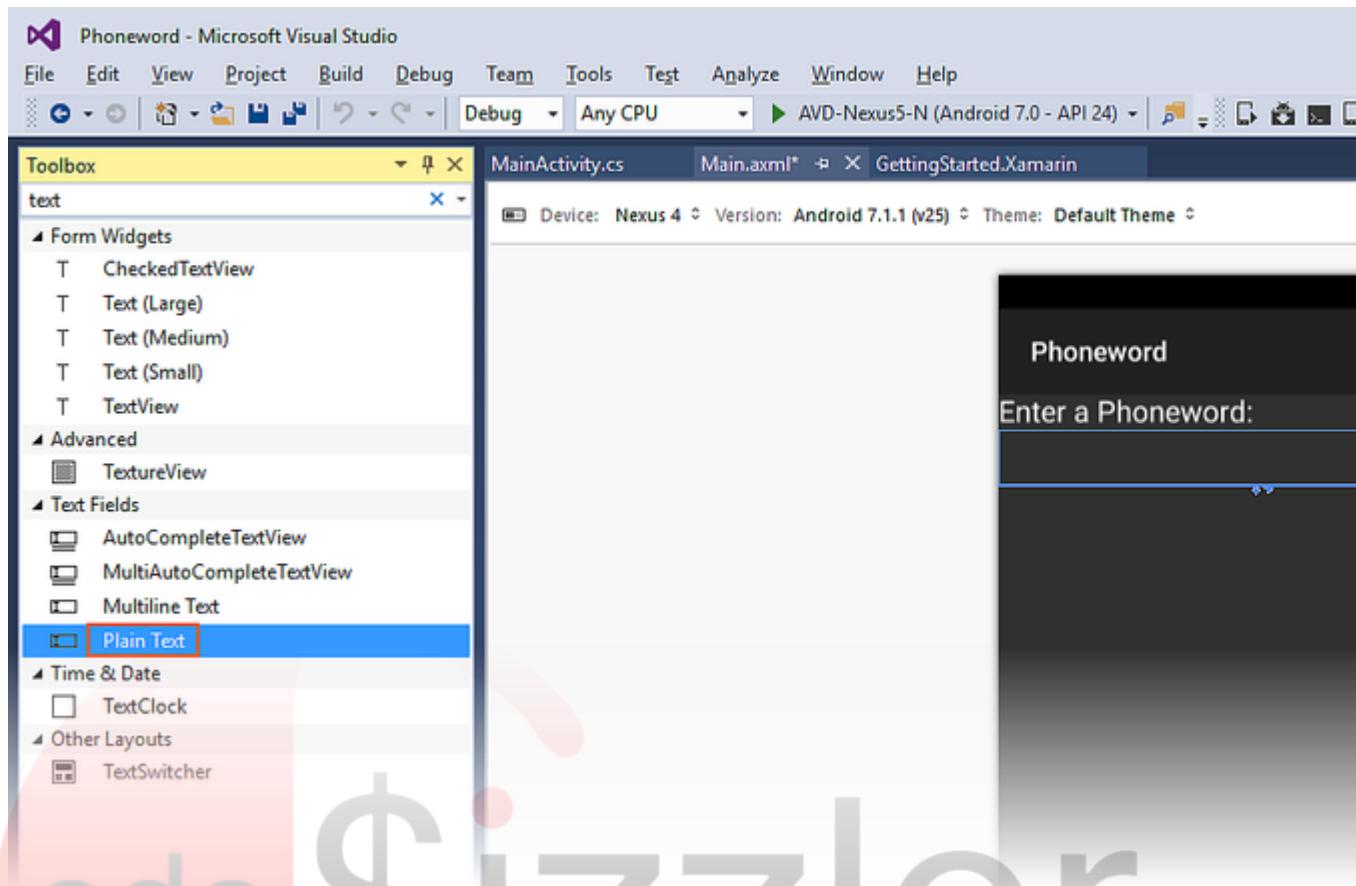 Phoneword - Microsoft Visual Studio
File Edit View Project Build Debug Team Tools Test Analyze Window Help
Debug Any CPU AVD-Nexus5-N (Android 7.0 - API 24)
Toolbox
MainActivity.cs Main.axml* GettingStarted.Xamarin
text
Device: Nexus 4 Version: Android 7.1.1 (v25) Theme: Default Theme
Form Widgets
T CheckedTextView
T Text (Large)
T Text (Medium)
T Text (Small)
T TextView
Advanced
TextureView
Text Fields
AutoCompleteTextView
MultiAutoCompleteTextView
Multiline Text
Plain Text
Time & Date
TextClock
Other Layouts
TextSwitcher
Phoneword
Enter a Phoneword: